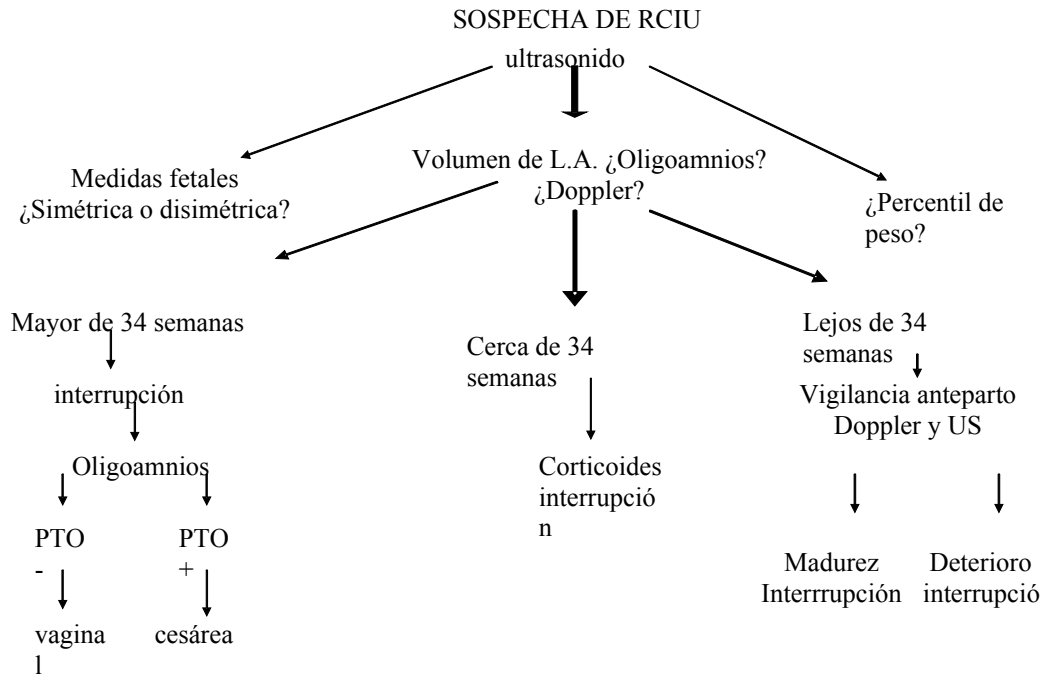 SOSPECHA DE RCIU
ultrasonido
Medidas fetales
¿Simétrica o disimétrica?
Volumen de L.A. ¿Oligoamnios?
¿Doppler?
¿Percentil de
peso?
Mayor de 34 semanas
interrupción
Oligoamnios
PTO
-
vagina
l
PTO
+
cesárea
Cerca de 34
semanas
Corticoides
interrupció
n
Lejos de 34
semanas
Vigilancia anteparto
Doppler y US
Madurez
Interrrupción
Deterioro
interrupció